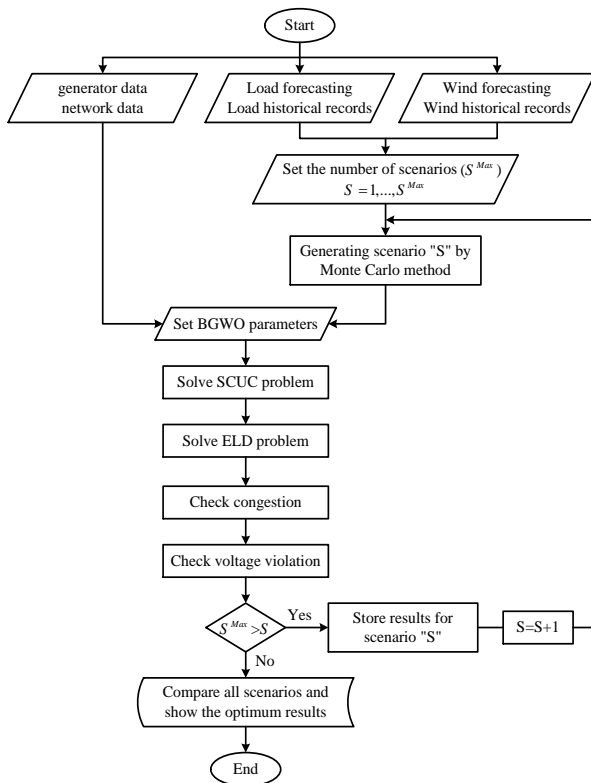 Start
generator data
network data
Load forecasting
Load historical records
Wind forecasting
Wind historical records
Set the number of scenarios (S^Max)
S = 1,...,S^Max
Generating scenario "S" by
Monte Carlo method
Set BGWO parameters
Solve SCUC problem
Solve ELD problem
Check congestion
Check voltage violation
S^Max >S
Yes
Store results for
scenario "S"
S=S+1
No
Compare all scenarios and
show the optimum results
End